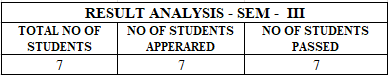 RESULT ANALYSIS - SEM - III
TOTAL NO OF STUDENTS NO OF STUDENTS APPERARED NO OF STUDENTS PASSED
7 7 7